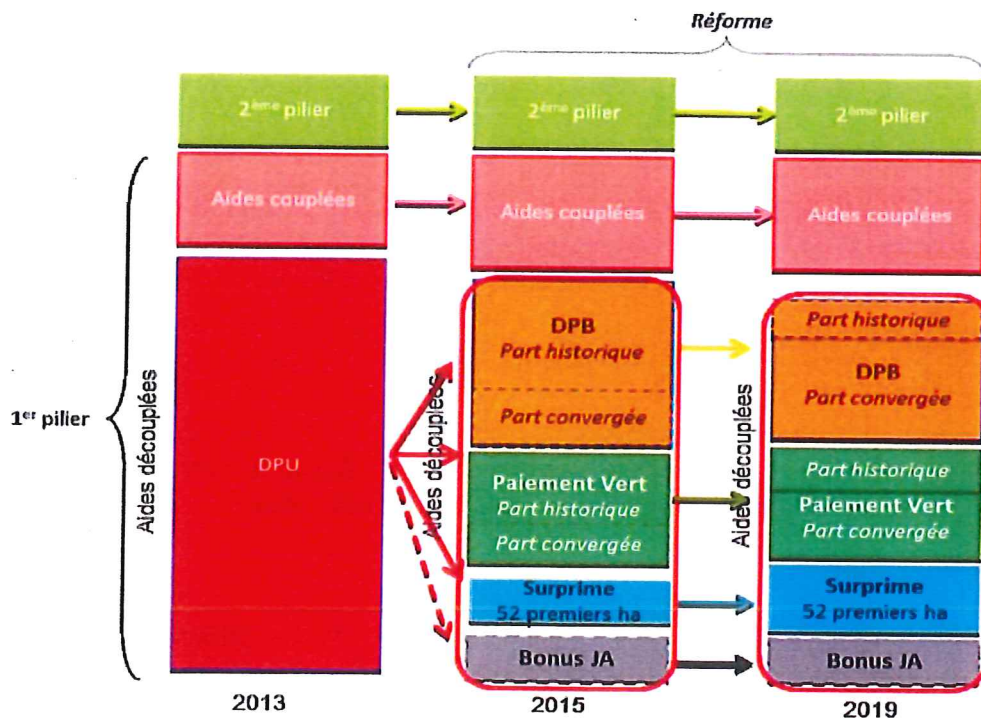 Réforme
2ème pilier
2ème pilier
2ème pilier
Aides couplées
Aides couplées
Aides couplées
1er pilier
Aides découplées
DPU
Aides découplées
DPB
Part historique
Part convergée
Paiement Vert
Part historique
Part convergée
Surprime
52 premiers ha
Bonus JA
Aides découplées
Part historique
DPB
Part convergée
Part historique
Paiement Vert
Part convergée
Surprime
52 premiers ha
Bonus JA
2013
2015
2019